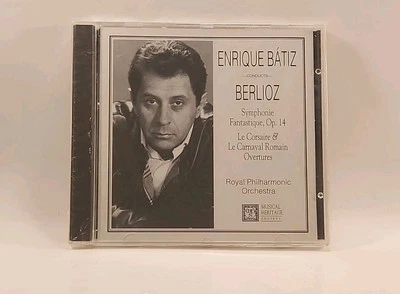 ENRIQUE BÁTIZ
CONDUCTS
BERLIOZ
Symphonie
Fantastique, Op. 14
Le Corsaire &
Le Carnaval Romain
Overtures
Royal Philharmonic
Orchestra
MUSICAL
HERITAGE
SOCIETY